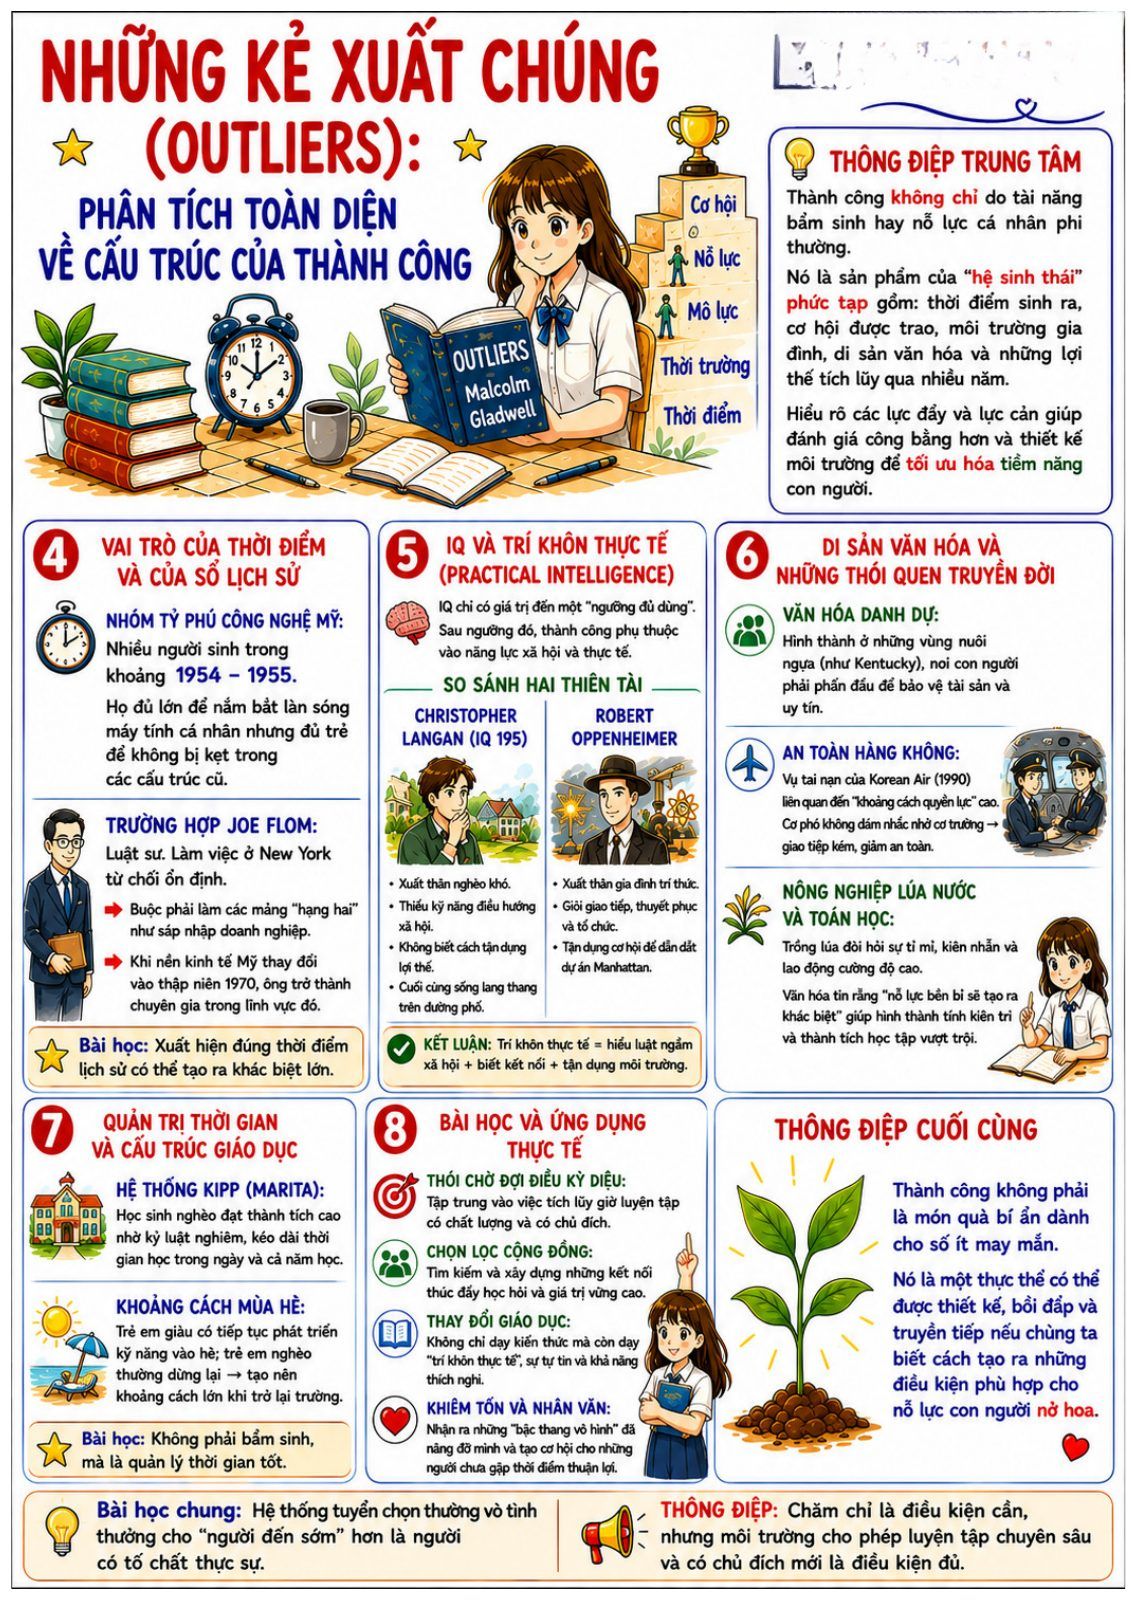 NHỮNG KẺ XUẤT CHÚNG
(OUTLIERS):
PHÂN TÍCH TOÀN DIỆN
VỀ CẤU TRÚC CỦA THÀNH CÔNG
OUTLIERS
Malcolm
Gladwell
Cơ hội
Nỗ lực
Mô lực
Thời trường
Thời điểm
THÔNG ĐIỆP TRUNG TÂM
Thành công không chỉ do tài năng
bẩm sinh hay nỗ lực cá nhân phi
thường.
Nó là sản phẩm của “hệ sinh thái”
phức tạp gồm: thời điểm sinh ra,
cơ hội được trao, môi trường gia
đình, di sản văn hóa và những lợi
thế tích lũy qua nhiều năm.
Hiểu rõ các lực đẩy và lực cản giúp
đánh giá công bằng hơn và thiết kế
môi trường để tối ưu hóa tiềm năng
con người.
4 VAI TRÒ CỦA THỜI ĐIỂM
VÀ CỦA SỔ LỊCH SỬ
NHÓM TỶ PHÚ CÔNG NGHỆ MỸ:
Nhiều người sinh trong
khoảng 1954 – 1955.
Họ đủ lớn để nắm bắt làn sóng
máy tính cá nhân nhưng đủ trẻ
để không bị kẹt trong
các cấu trúc cũ.
TRƯỜNG HỢP JOE FLOM:
Luật sư. Làm việc ở New York
từ chối ổn định.
Buộc phải làm các mảng “hạng hai”
như sáp nhập doanh nghiệp.
Khi nền kinh tế Mỹ thay đổi
vào thập niên 1970, ông trở thành
chuyên gia trong lĩnh vực đó.
Bài học: Xuất hiện đúng thời điểm
lịch sử có thể tạo ra khác biệt lớn.
5 IQ VÀ TRÍ KHÔN THỰC TẾ
(PRACTICAL INTELLIGENCE)
IQ chỉ có giá trị đến một “ngưỡng đủ dùng”.
Sau ngưỡng đó, thành công phụ thuộc
vào năng lực xã hội và thực tế.
SO SÁNH HAI THIÊN TÀI
CHRISTOPHER
LANGAN (IQ 195)
• Xuất thân nghèo khó.
• Thiếu kỹ năng điều hướng
xã hội.
• Không biết cách tận dụng
lợi thế.
• Cuối cùng sống lang thang
trên đường phố.
ROBERT
OPPENHEIMER
• Xuất thân gia đình trí thức.
• Giỏi giao tiếp, thuyết phục
và tổ chức.
• Tận dụng cơ hội để dẫn dắt
dự án Manhattan.
KẾT LUẬN: Trí khôn thực tế = hiểu luật ngầm
xã hội + biết kết nối + tận dụng môi trường.
6 DI SẢN VĂN HÓA VÀ
NHỮNG THÓI QUEN TRUYỀN ĐỜI
VĂN HÓA DANH DỰ:
Hình thành ở những vùng nuôi
ngựa (như Kentucky), noi con người
phải phấn đấu để bảo vệ tài sản và
uy tín.
AN TOÀN HÀNG KHÔNG:
Vụ tai nạn của Korean Air (1990)
liên quan đến “khoảng cách quyền lực” cao.
Cơ phó không dám nhắc nhở cơ trưởng →
giao tiếp kém, giảm an toàn.
NÔNG NGHIỆP LÚA NƯỚC
VÀ TOÁN HỌC:
Trồng lúa đòi hỏi sự tỉ mỉ, kiên nhẫn và
lao động cường độ cao.
Văn hóa tin rằng “nỗ lực bền bỉ sẽ tạo ra
khác biệt” giúp hình thành tính kiên trì
và thành tích học tập vượt trội.
7 QUẢN TRỊ THỜI GIAN
VÀ CẤU TRÚC GIÁO DỤC
HỆ THỐNG KIPP (MARITA):
Học sinh nghèo đạt thành tích cao
nhờ kỷ luật nghiêm, kéo dài thời
gian học trong ngày và cả năm học.
KHOẢNG CÁCH MÙA HÈ:
Trẻ em giàu có tiếp tục phát triển
kỹ năng vào hè; trẻ em nghèo
thường dừng lại → tạo nên
khoảng cách lớn khi trở lại trường.
Bài học: Không phải bẩm sinh,
mà là quản lý thời gian tốt.
8 BÀI HỌC VÀ ỨNG DỤNG
THỰC TẾ
THÓI CHỜ ĐỢI ĐIỀU KỲ DIỆU:
Tập trung vào việc tích lũy giờ luyện tập
có chất lượng và có chủ đích.
CHỌN LỌC CỘNG ĐỒNG:
Tìm kiếm và xây dựng những kết nối
thúc đẩy học hỏi và giá trị vững cao.
THAY ĐỔI GIÁO DỤC:
Không chỉ dạy kiến thức mà còn dạy
“trí khôn thực tế”, sự tự tin và khả năng
thích nghi.
KHIÊM TỐN VÀ NHÂN VĂN:
Nhận ra những “bậc thang vô hình” đã
nâng đỡ mình và tạo cơ hội cho những
người chưa gặp thời điểm thuận lợi.
THÔNG ĐIỆP CUỐI CÙNG
Thành công không phải
là món quà bí ẩn dành
cho số ít may mắn.
Nó là một thực thể có thể
được thiết kế, bồi đắp và
truyền tiếp nếu chùng ta
biết cách tạo ra những
điều kiện phù hợp cho
nỗ lực con người nở hoa.
Bài học chung: Hệ thống tuyển chọn thường vò tình
thưởng cho “người đến sớm” hơn là người
có tố chất thực sự.
THÔNG ĐIỆP: Chăm chỉ là điều kiện cần,
nhưng môi trường cho phép luyện tập chuyên sâu
và có chủ đích mới là điều kiện đủ.